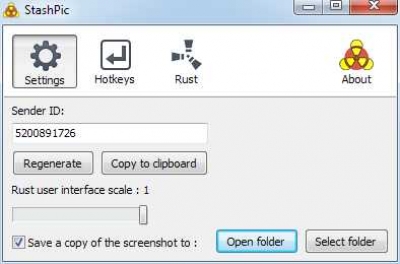 StashPic
Settings Hotkeys Rust About
Sender ID:
5200891726
Regenerate Copy to clipboard
Rust user interface scale : 1
Save a copy of the screenshot to : Open folder Select folder